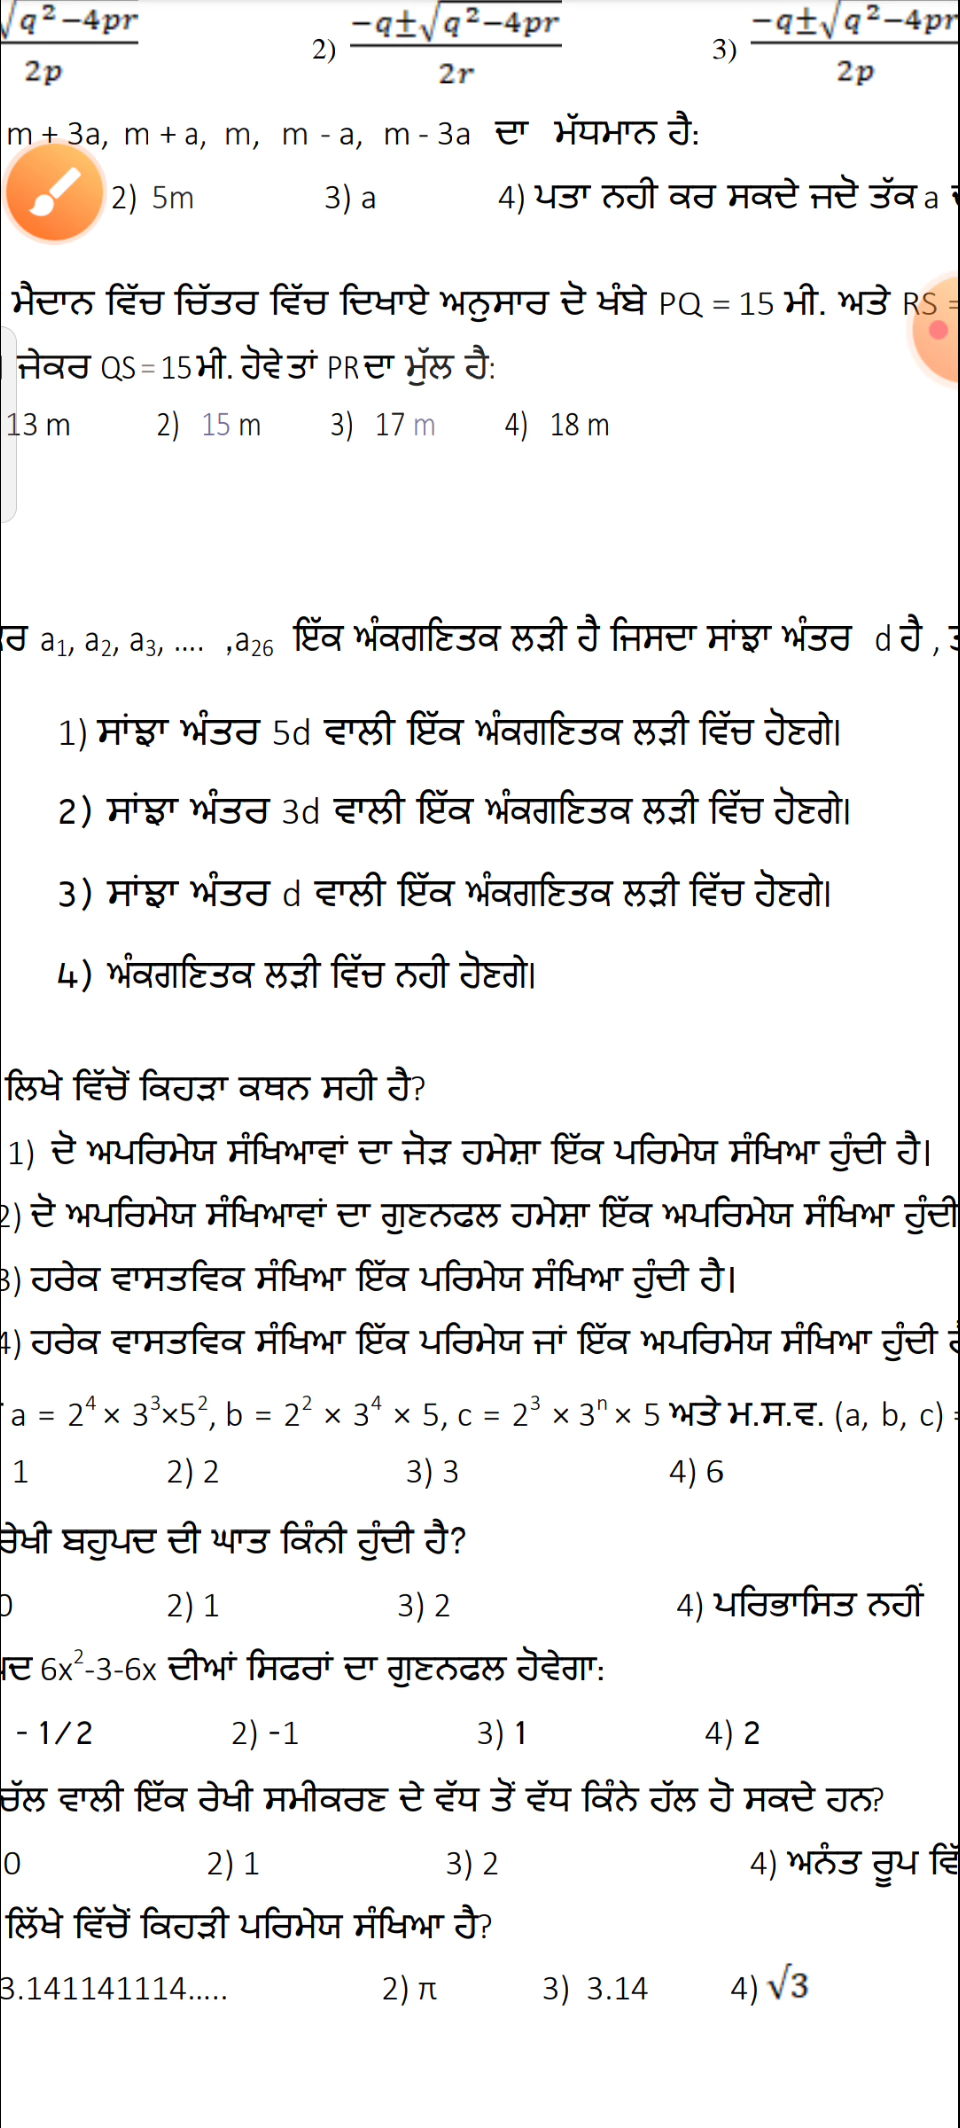 √q²−4pr / 2p 2) −q±√q²−4pr / 2r 3) −q±√q²−4pr / 2p
m + 3a, m + a, m, m - a, m - 3a ਦਾ ਮੱਧਮਾਨ ਹੈ:
2) 5m 3) a 4) ਪਤਾ ਨਹੀ ਕਰ ਸਕਦੇ ਜਦੋ ਤੱਕ a
ਮੈਦਾਨ ਵਿੱਚ ਚਿੱਤਰ ਵਿੱਚ ਦਿਖਾਏ ਅਨੁਸਾਰ ਦੋ ਖੰਬੇ PQ = 15 ਮੀ. ਅਤੇ RS =
ਜੇਕਰ QS = 15 ਮੀ. ਹੋਵੇ ਤਾਂ PR ਦਾ ਮੁੱਲ ਹੈ:
13 m 2) 15 m 3) 17 m 4) 18 m
a₁, a₂, a₃, .... ,a₂₆ ਇੱਕ ਅੰਕਗਣਿਤਕ ਲੜੀ ਹੈ ਜਿਸਦਾ ਸਾਂਝਾ ਅੰਤਰ d ਹੈ ,
1) ਸਾਂਝਾ ਅੰਤਰ 5d ਵਾਲੀ ਇੱਕ ਅੰਕਗਣਿਤਕ ਲੜੀ ਵਿੱਚ ਹੋਣਗੇ।
2) ਸਾਂਝਾ ਅੰਤਰ 3d ਵਾਲੀ ਇੱਕ ਅੰਕਗਣਿਤਕ ਲੜੀ ਵਿੱਚ ਹੋਣਗੇ।
3) ਸਾਂਝਾ ਅੰਤਰ d ਵਾਲੀ ਇੱਕ ਅੰਕਗਣਿਤਕ ਲੜੀ ਵਿੱਚ ਹੋਣਗੇ।
4) ਅੰਕਗਣਿਤਕ ਲੜੀ ਵਿੱਚ ਨਹੀ ਹੋਣਗੇ।
ਲਿਖੇ ਵਿੱਚੋਂ ਕਿਹੜਾ ਕਥਨ ਸਹੀ ਹੈ?
1) ਦੋ ਅਪਰਿਮੇਯ ਸੰਖਿਆਵਾਂ ਦਾ ਜੋੜ ਹਮੇਸ਼ਾ ਇੱਕ ਪਰਿਮੇਯ ਸੰਖਿਆ ਹੁੰਦੀ ਹੈ।
2) ਦੋ ਅਪਰਿਮੇਯ ਸੰਖਿਆਵਾਂ ਦਾ ਗੁਣਨਫਲ ਹਮੇਸ਼ਾ ਇੱਕ ਅਪਰਿਮੇਯ ਸੰਖਿਆ ਹੁੰਦੀ
3) ਹਰੇਕ ਵਾਸਤਵਿਕ ਸੰਖਿਆ ਇੱਕ ਪਰਿਮੇਯ ਸੰਖਿਆ ਹੁੰਦੀ ਹੈ।
4) ਹਰੇਕ ਵਾਸਤਵਿਕ ਸੰਖਿਆ ਇੱਕ ਪਰਿਮੇਯ ਜਾਂ ਇੱਕ ਅਪਰਿਮੇਯ ਸੰਖਿਆ ਹੁੰਦੀ
a = 2⁴ × 3³×5², b = 2² × 3⁴ × 5, c = 2³ × 3ⁿ × 5 ਅਤੇ ਮ.ਸ.ਵ. (a, b, c) =
1 2) 2 3) 3 4) 6
ਰੇਖੀ ਬਹੁਪਦ ਦੀ ਘਾਤ ਕਿੰਨੀ ਹੁੰਦੀ ਹੈ?
0 2) 1 3) 2 4) ਪਰਿਭਾਸਿਤ ਨਹੀਂ
6x²-3-6x ਦੀਆਂ ਸਿਫਰਾਂ ਦਾ ਗੁਣਨਫਲ ਹੋਵੇਗਾ:
- 1/2 2) -1 3) 1 4) 2
ਚੱਲ ਵਾਲੀ ਇੱਕ ਰੇਖੀ ਸਮੀਕਰਣ ਦੇ ਵੱਧ ਤੋਂ ਵੱਧ ਕਿੰਨੇ ਹੱਲ ਹੋ ਸਕਦੇ ਹਨ?
0 2) 1 3) 2 4) ਅਨੰਤ ਰੂਪ
ਲਿੱਖੇ ਵਿੱਚੋਂ ਕਿਹੜੀ ਪਰਿਮੇਯ ਸੰਖਿਆ ਹੈ?
3.141141114..... 2) π 3) 3.14 4) √3